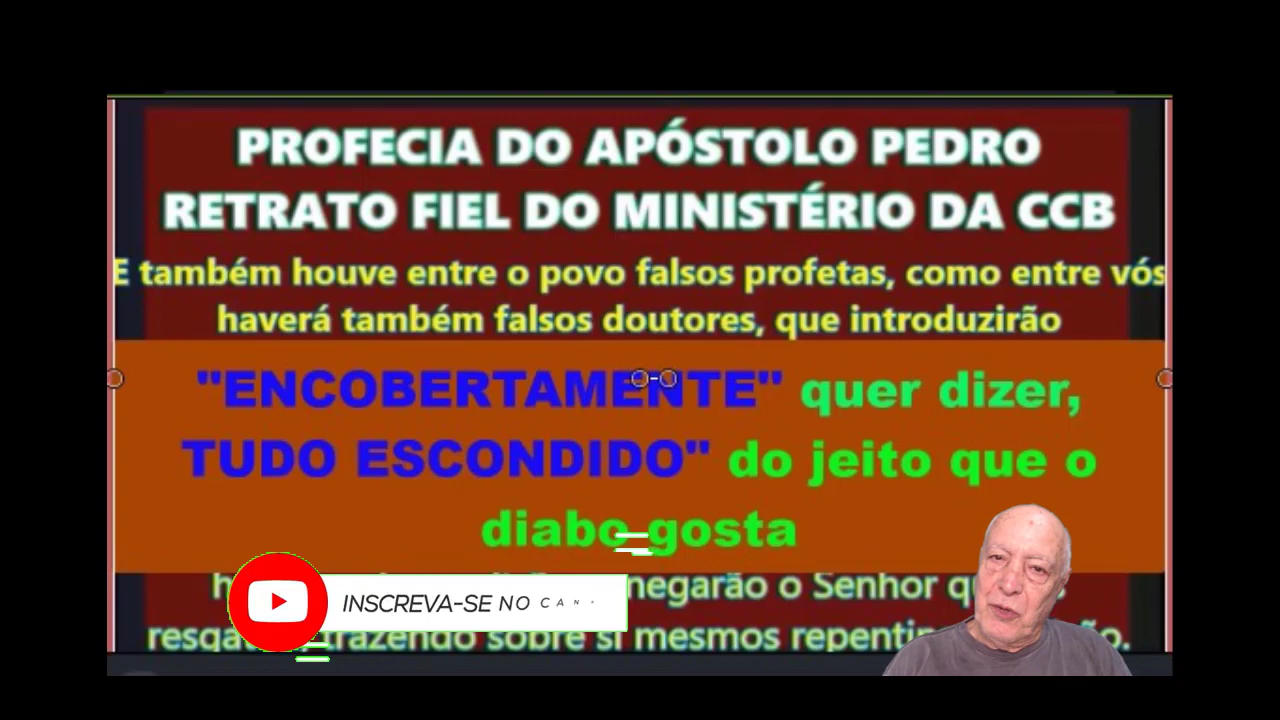 PROFECIA DO APÓSTOLO PEDRO
RETRATO FIEL DO MINISTÉRIO DA CCB
E também houve entre o povo falsos profetas, como entre vós
haverá também falsos doutores, que introduzirão
"ENCOBERTAMENTE" quer dizer,
TUDO ESCONDIDO" do jeito que o
diabo gosta
negarão o Senhor
INSCREVA-SE NO
trazendo sobre si mesmos